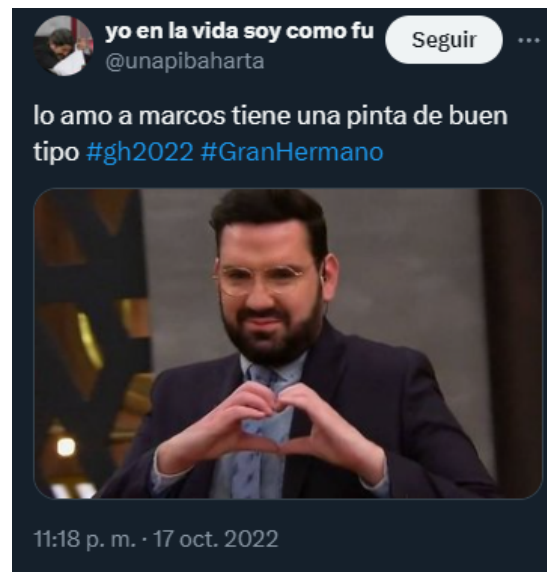 yo en la vida soy como fu
Seguir
@unapibaharta
lo amo a marcos tiene una pinta de buen
tipo #gh2022 #GranHermano
11:18 p. m. · 17 oct. 2022